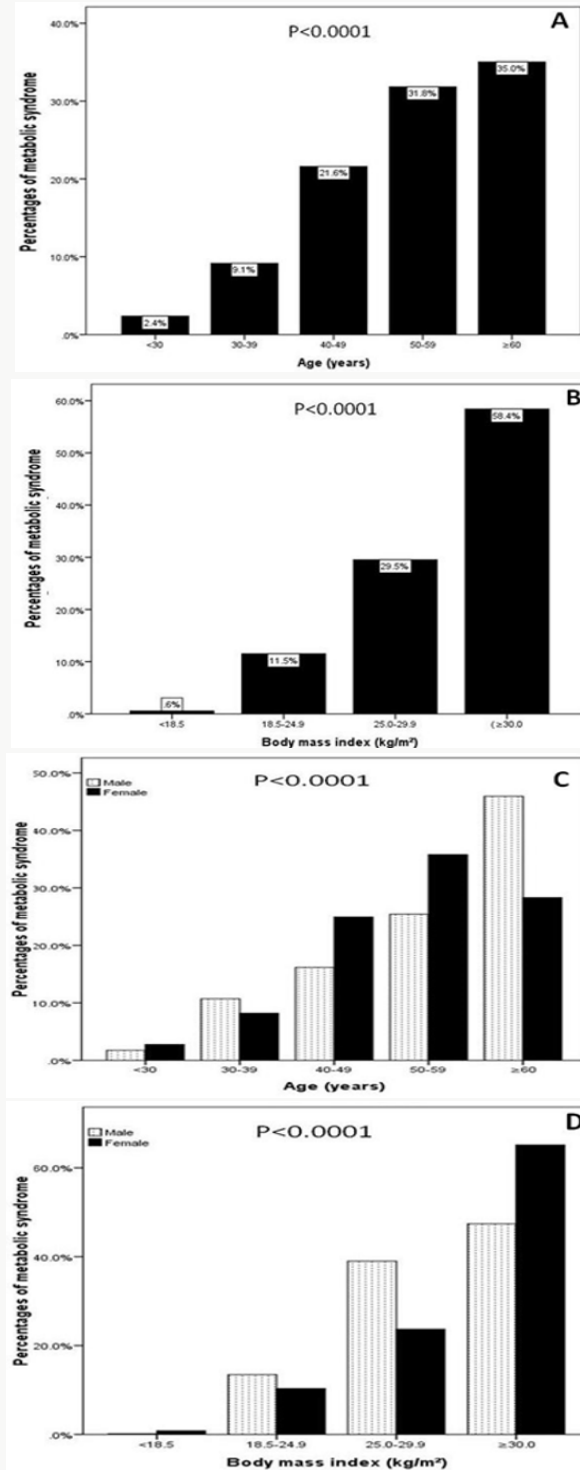 A
P<0.0001
Percentages of metabolic syndrome
40.0%
30.0%
20.0%
10.0%
.0%
2.4%
9.1%
21.6%
31.8%
35.0%
<30
30-39
40-49
50-59
≥60
Age (years)
B
P<0.0001
Percentages of metabolic syndrome
60.0%
50.0%
40.0%
30.0%
20.0%
10.0%
.0%
.6%
11.5%
29.5%
58.4%
<18.5
18.5-24.9
25.0-29.9
(≥30.0
Body mass index (kg/m²)
C
P<0.0001
Male
Female
Percentages of metabolic syndrome
50.0%
40.0%
30.0%
20.0%
10.0%
.0%
<30
30-39
40-49
50-59
≥60
Age (years)
D
P<0.0001
Male
Female
Percentages of metabolic syndrome
60.0%
40.0%
20.0%
.0%
<18.5
18.5-24.9
25.0-29.9
≥30.0
Body mass index (kg/m²)